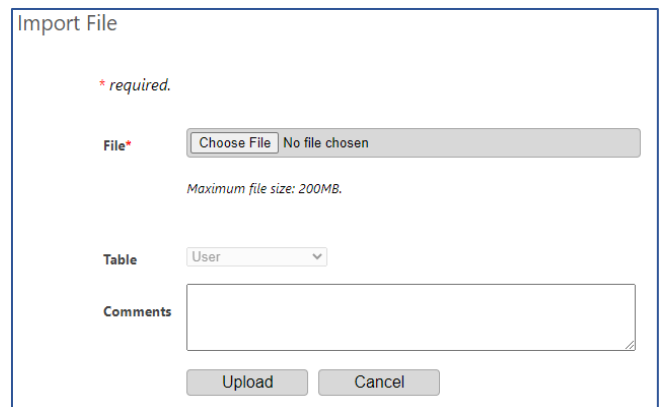 Import File
* required.
File* Choose File No file chosen
Maximum file size: 200MB.
Table User
Comments
Upload Cancel